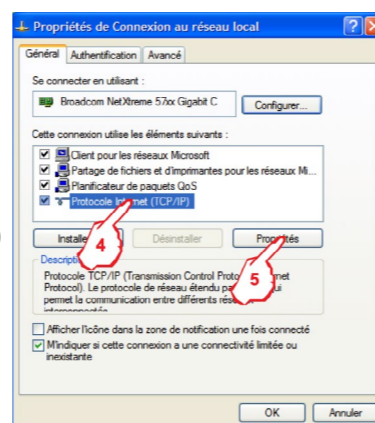 Propriétés de Connexion au réseau local
Général Authentification Avancé
Se connecter en utilisant :
Broadcom NetXtreme 57xx Gigabit C Configurer...
Cette connexion utilise les éléments suivants :
Client pour les réseaux Microsoft
Partage de fichiers et d'imprimantes pour les réseaux Mi...
Planificateur de paquets QoS
Protocole Internet (TCP/IP)
4
Désinstaller
5
Protocole TCP/IP (Transmission Control
Protocol). Le protocole de réseau étendu
permet la communication entre différents
Afficher l'icône dans la zone de notification une fois connecté
M'indiquer si cette connexion a une connectivité limitée ou
inexistante
OK Annuler